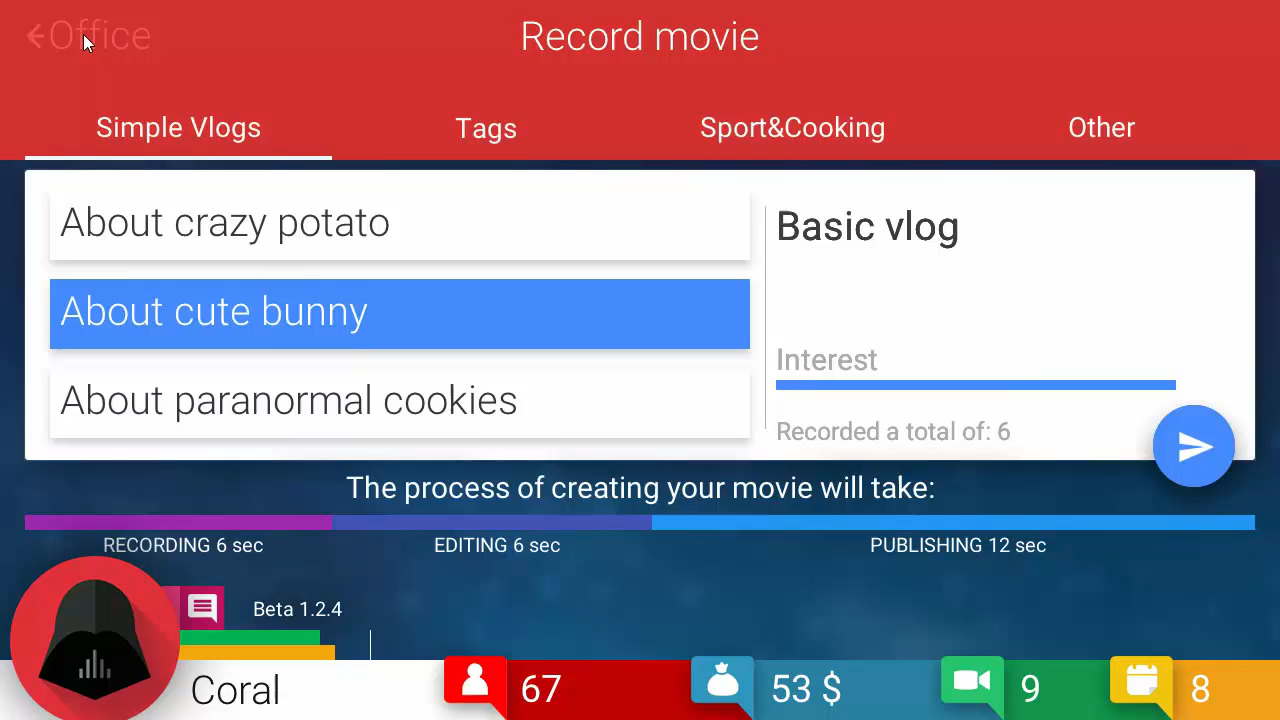 Office
Record movie
Simple Vlogs
Tags
Sport&Cooking
Other
About crazy potato
About cute bunny
About paranormal cookies
Basic vlog
Interest
Recorded a total of: 6
The process of creating your movie will take:
RECORDING 6 sec
EDITING 6 sec
PUBLISHING 12 sec
Beta 1.2.4
Coral
67
53 $
9
8